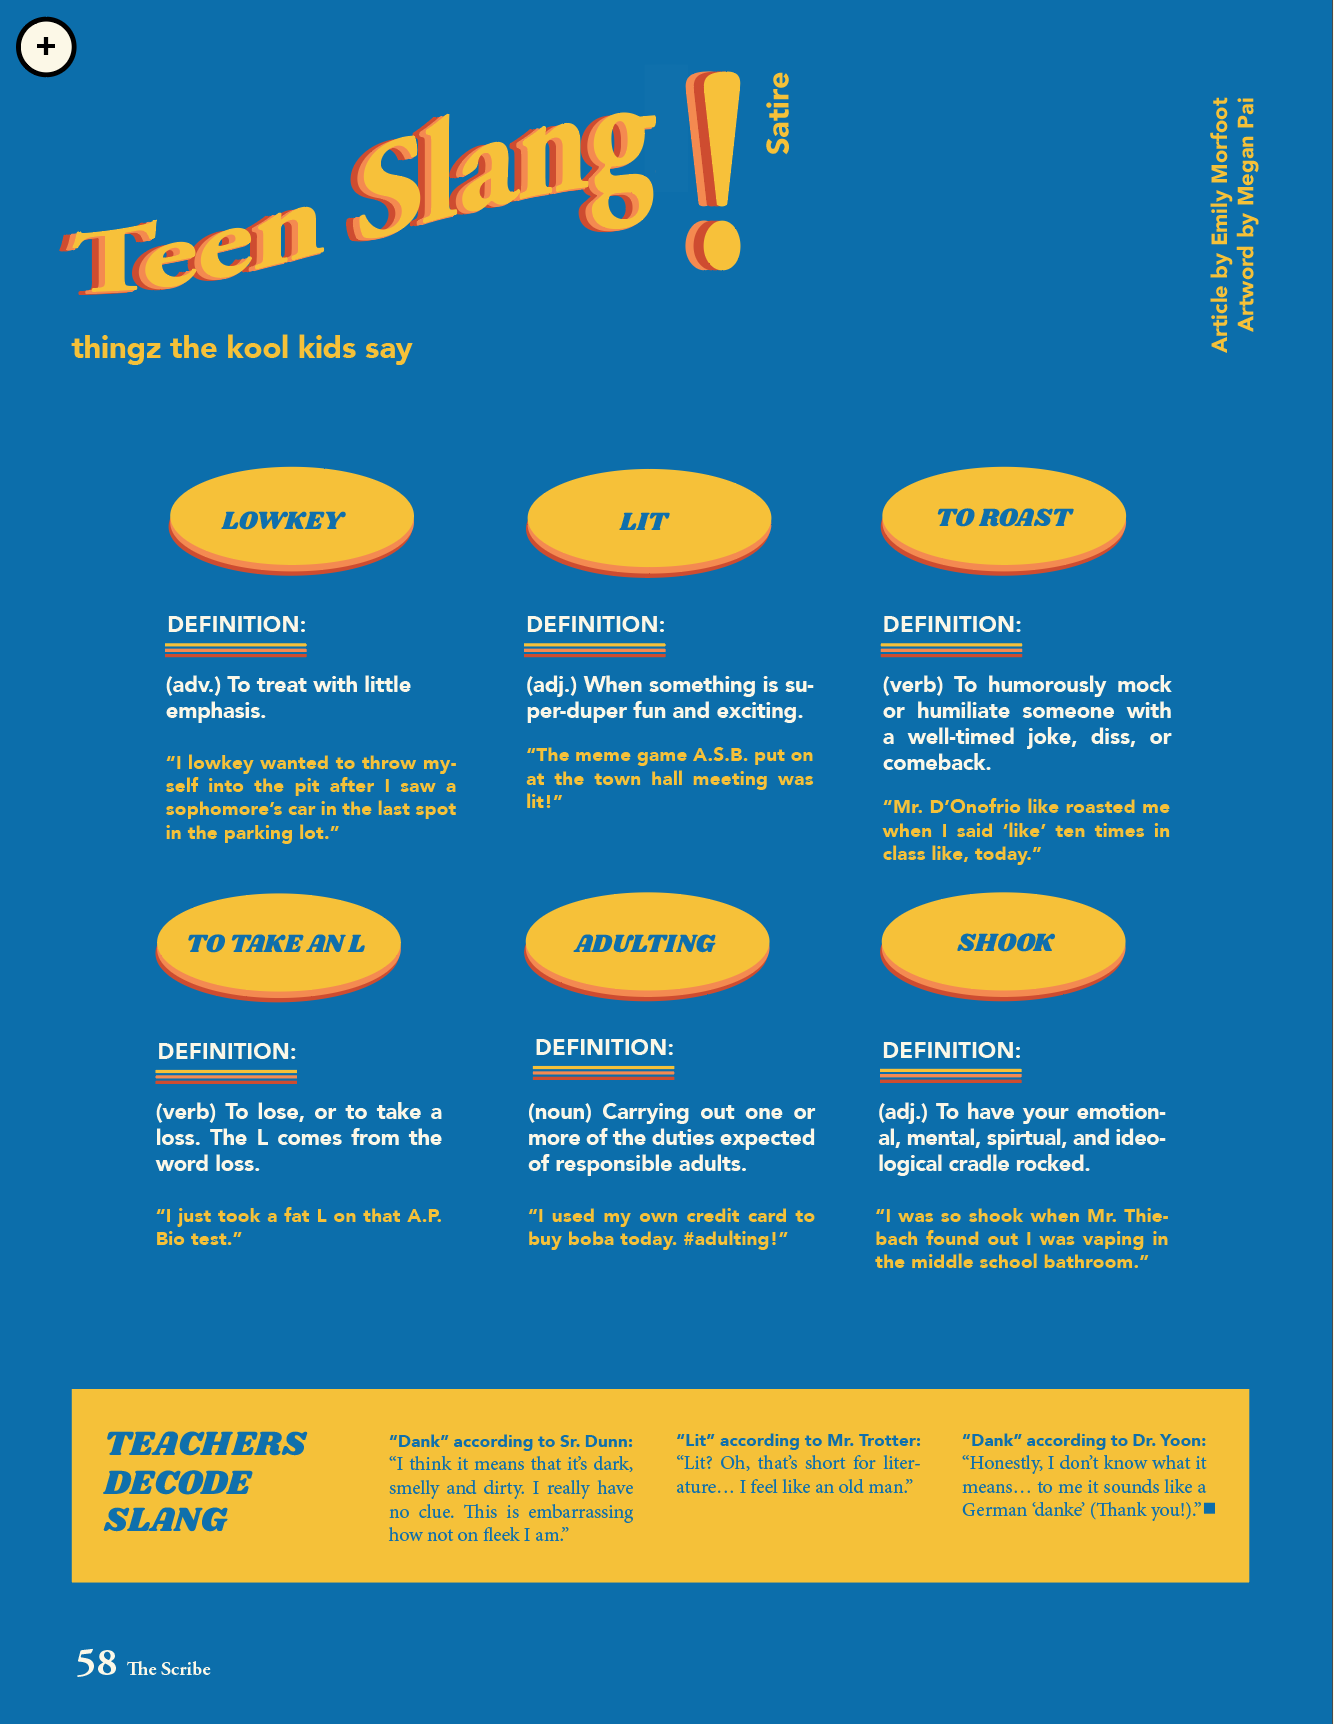 +
Teen Slang!
Satire
Article by Emily Morfoot
Artword by Megan Pai
thingz the kool kids say
LOWKEY
DEFINITION:
(adv.) To treat with little
emphasis.
“I lowkey wanted to throw my-
self into the pit after I saw a
sophomore’s car in the last spot
in the parking lot.”
LIT
DEFINITION:
(adj.) When something is su-
per-duper fun and exciting.
“The meme game A.S.B. put on
at the town hall meeting was
lit!”
TO ROAST
DEFINITION:
(verb) To humorously mock
or humiliate someone with
a well-timed joke, diss, or
comeback.
“Mr. D’Onofrio like roasted me
when I said ‘like’ ten times in
class like, today.”
TO TAKE AN L
DEFINITION:
(verb) To lose, or to take a
loss. The L comes from the
word loss.
“I just took a fat L on that A.P.
Bio test.”
ADULTING
DEFINITION:
(noun) Carrying out one or
more of the duties expected
of responsible adults.
“I used my own credit card to
buy boba today. #adulting!”
SHOOK
DEFINITION:
(adj.) To have your emotion-
al, mental, spirtual, and ideo-
logical cradle rocked.
“I was so shook when Mr. Thie-
bach found out I was vaping in
the middle school bathroom.”
TEACHERS
DECODE
SLANG
“Dank” according to Sr. Dunn:
“I think it means that it’s dark,
smelly and dirty. I really have
no clue. This is embarrassing
how not on fleek I am.”
“Lit” according to Mr. Trotter:
“Lit? Oh, that’s short for liter-
ature… I feel like an old man.”
“Dank” according to Dr. Yoon:
“Honestly, I don’t know what it
means… to me it sounds like a
German ‘danke’ (Thank you!).”
58 The Scribe